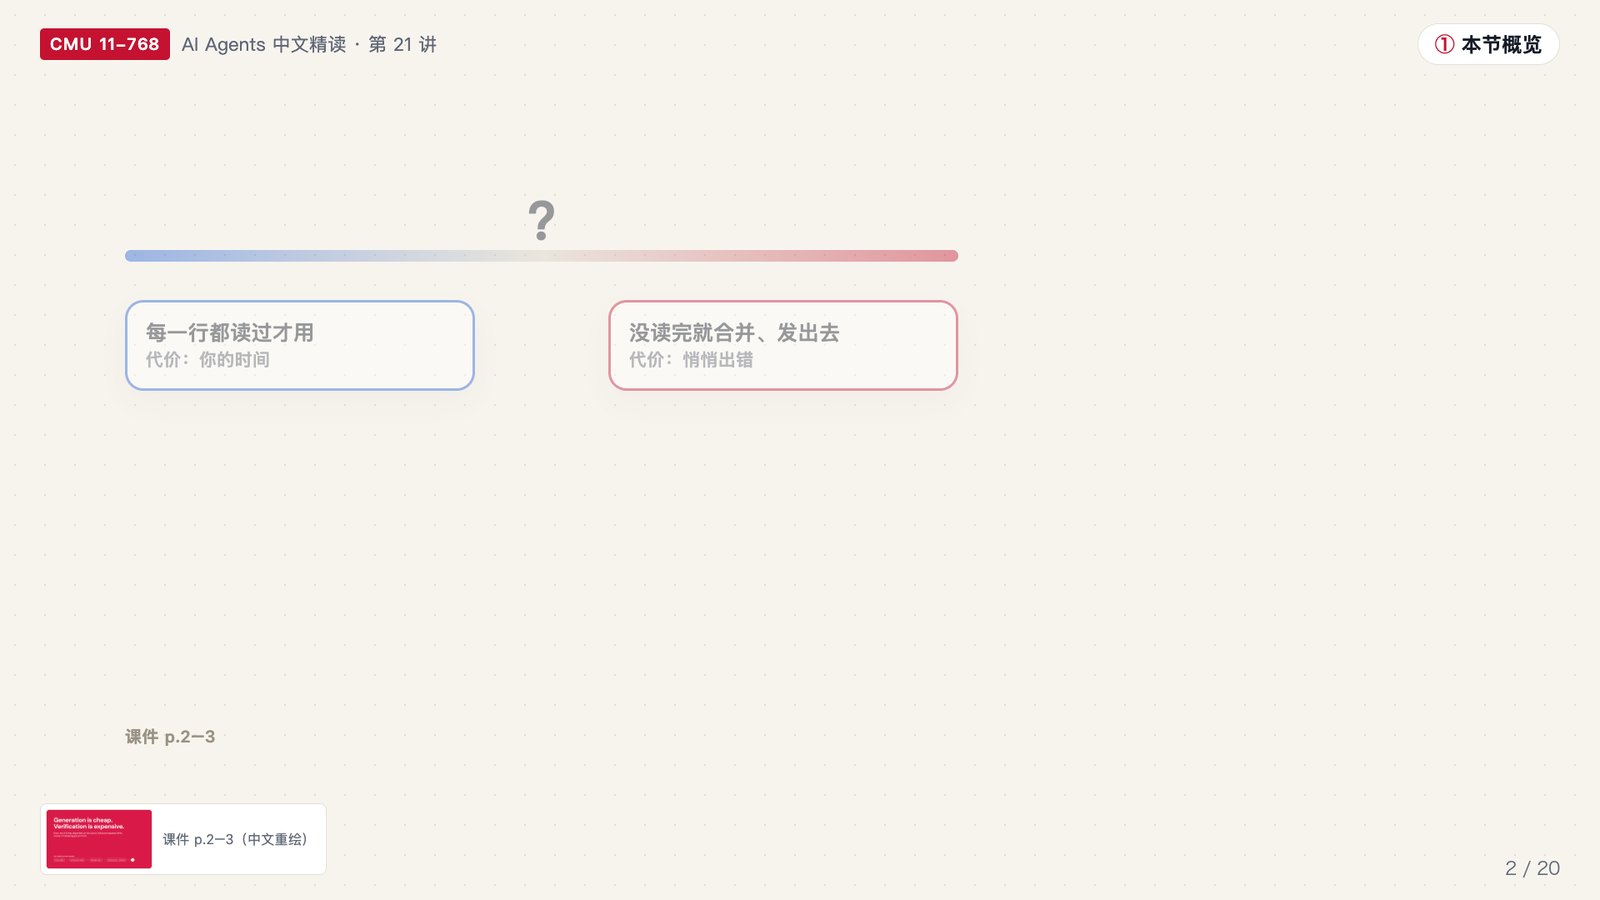 CMU 11-768 AI Agents 中文精读 · 第 21 讲
① 本节概览
?
每一行都读过才用
代价：你的时间
没读完就合并、发出去
代价：悄悄出错
课件 p.2—3
Generation is cheap.
Verification is expensive.
课件 p.2—3（中文重绘）
2 / 20